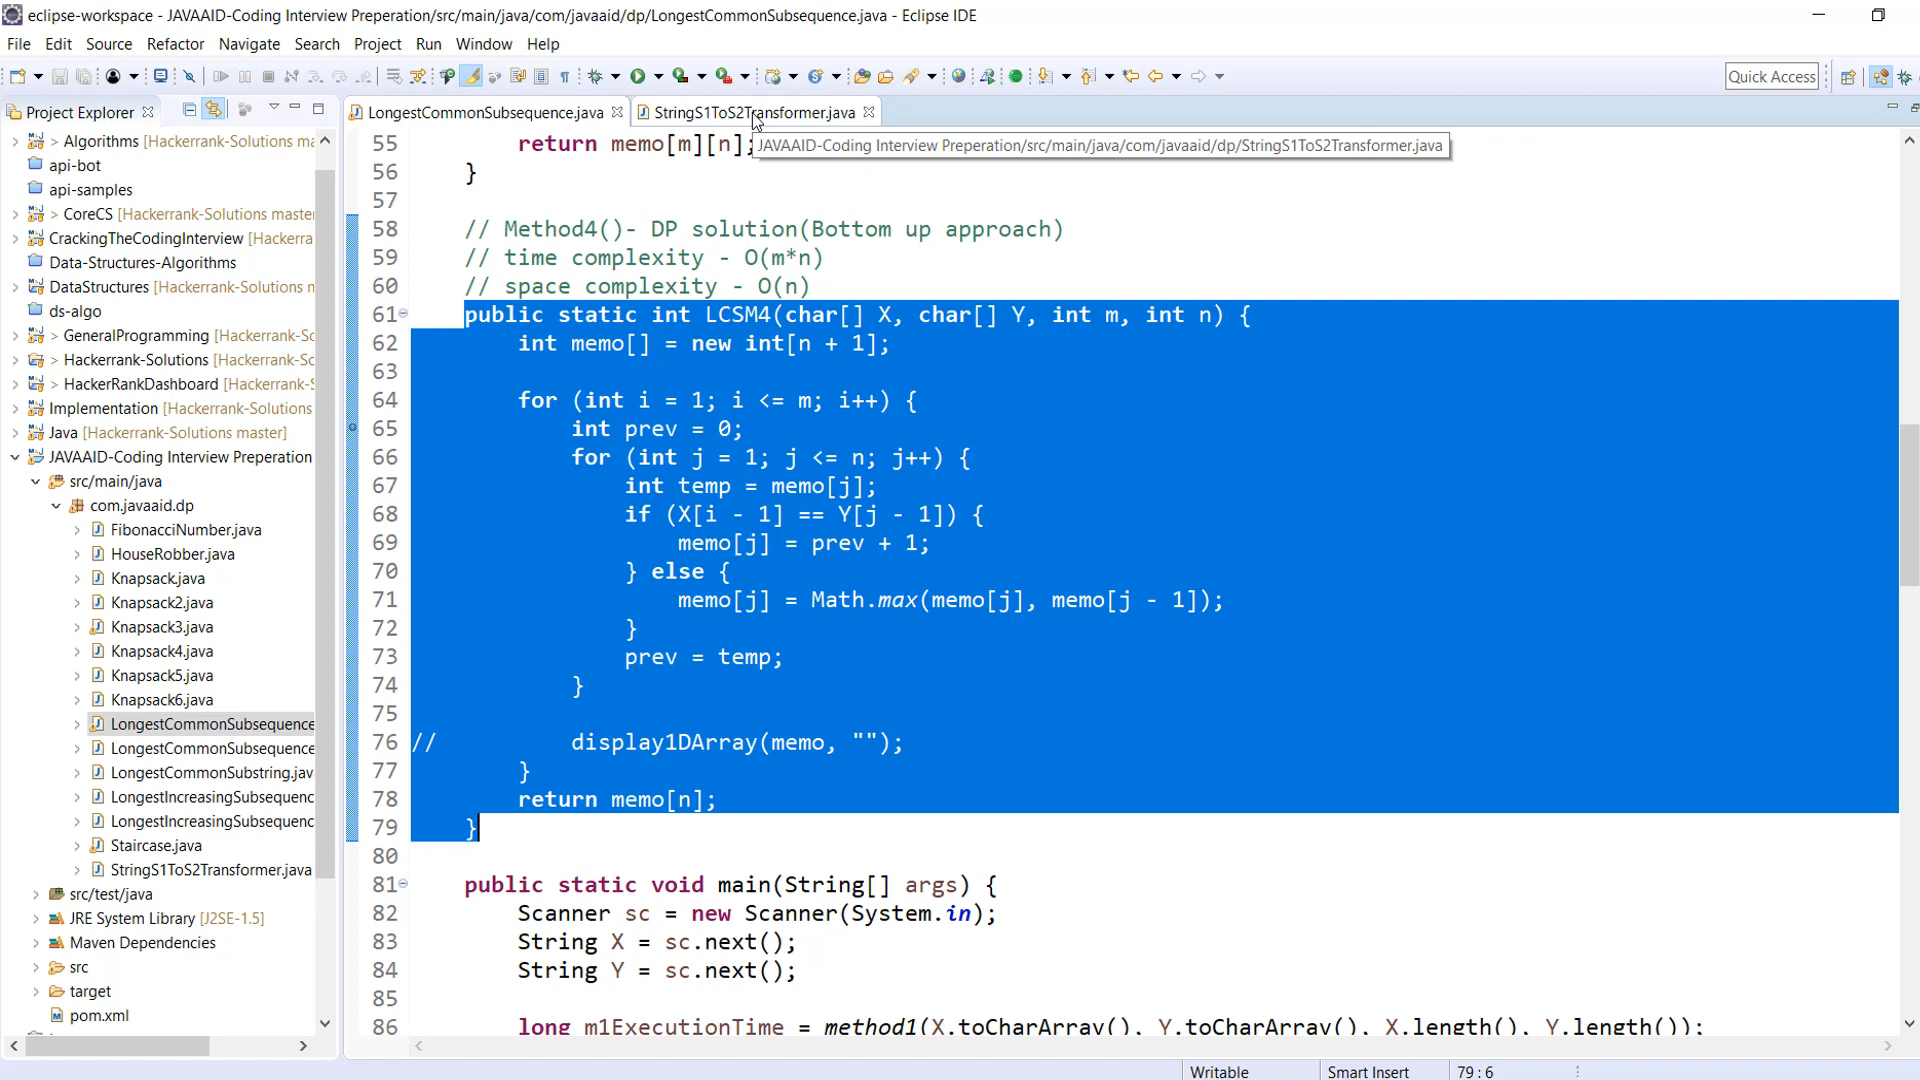 eclipse-workspace - JAVAAID-Coding Interview Preperation/src/main/java/com/javaaid/dp/LongestCommonSubsequence.java - Eclipse IDE
File Edit Source Refactor Navigate Search Project Run Window Help
Quick Access
Project Explorer
LongestCommonSubsequence.java
StringS1ToS2Transformer.java
JAVAAID-Coding Interview Preperation/src/main/java/com/javaaid/dp/StringS1ToS2Transformer.java
> Algorithms [Hackerrank-Solutions ma
api-bot
api-samples
> CoreCS [Hackerrank-Solutions master
CrackingTheCodingInterview [Hackerra
Data-Structures-Algorithms
DataStructures [Hackerrank-Solutions m
ds-algo
GeneralProgramming [Hackerrank-So
> Hackerrank-Solutions [Hackerrank-Sc
> HackerRankDashboard [Hackerrank-S
Implementation [Hackerrank-Solutions
Java [Hackerrank-Solutions master]
JAVAAID-Coding Interview Preperation
src/main/java
com.javaaid.dp
FibonacciNumber.java
HouseRobber.java
Knapsack.java
Knapsack2.java
Knapsack3.java
Knapsack4.java
Knapsack5.java
Knapsack6.java
LongestCommonSubsequence
LongestCommonSubsequence
LongestCommonSubstring.jav
LongestIncreasingSubsequenc
LongestIncreasingSubsequenc
Staircase.java
StringS1ToS2Transformer.java
src/test/java
JRE System Library [J2SE-1.5]
Maven Dependencies
src
target
pom.xml
55 return memo[m][n];
56 }
57
58 // Method4()- DP solution(Bottom up approach)
59 // time complexity - O(m*n)
60 // space complexity - O(n)
61 public static int LCSM4(char[] X, char[] Y, int m, int n) {
62 int memo[] = new int[n + 1];
63
64 for (int i = 1; i <= m; i++) {
65 int prev = 0;
66 for (int j = 1; j <= n; j++) {
67 int temp = memo[j];
68 if (X[i - 1] == Y[j - 1]) {
69 memo[j] = prev + 1;
70 } else {
71 memo[j] = Math.max(memo[j], memo[j - 1]);
72 }
73 prev = temp;
74 }
75
76 // display1DArray(memo, "");
77 }
78 return memo[n];
79 }
80
81 public static void main(String[] args) {
82 Scanner sc = new Scanner(System.in);
83 String X = sc.next();
84 String Y = sc.next();
85
86 long m1ExecutionTime = method1(X.toCharArray(), Y.toCharArray(), X.length(), Y.length());
Writable Smart Insert 79 : 6